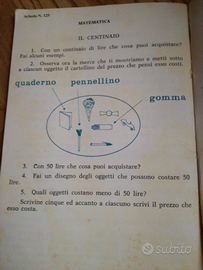 Scheda N. 125
MATEMATICA
IL CENTINAIO
1. Con un centinaio di lire che cosa puoi acquistare?
Fai alcuni esempi.
2. Osserva ora la merce che ti mostriamo e metti sotto
a ciascun oggetto il cartellino del prezzo che pensi cosi costi.
quaderno
pennellino
gomma
3. Con 50 lire che cosa puoi acquistare?
4. Fai un disegno degli oggetti che possono costare 50
lire.
5. Quali oggetti costano meno di 50 lire?
Scrivine cinque ed accanto a ciascuno scrivi il prezzo che
esso costa.
subito